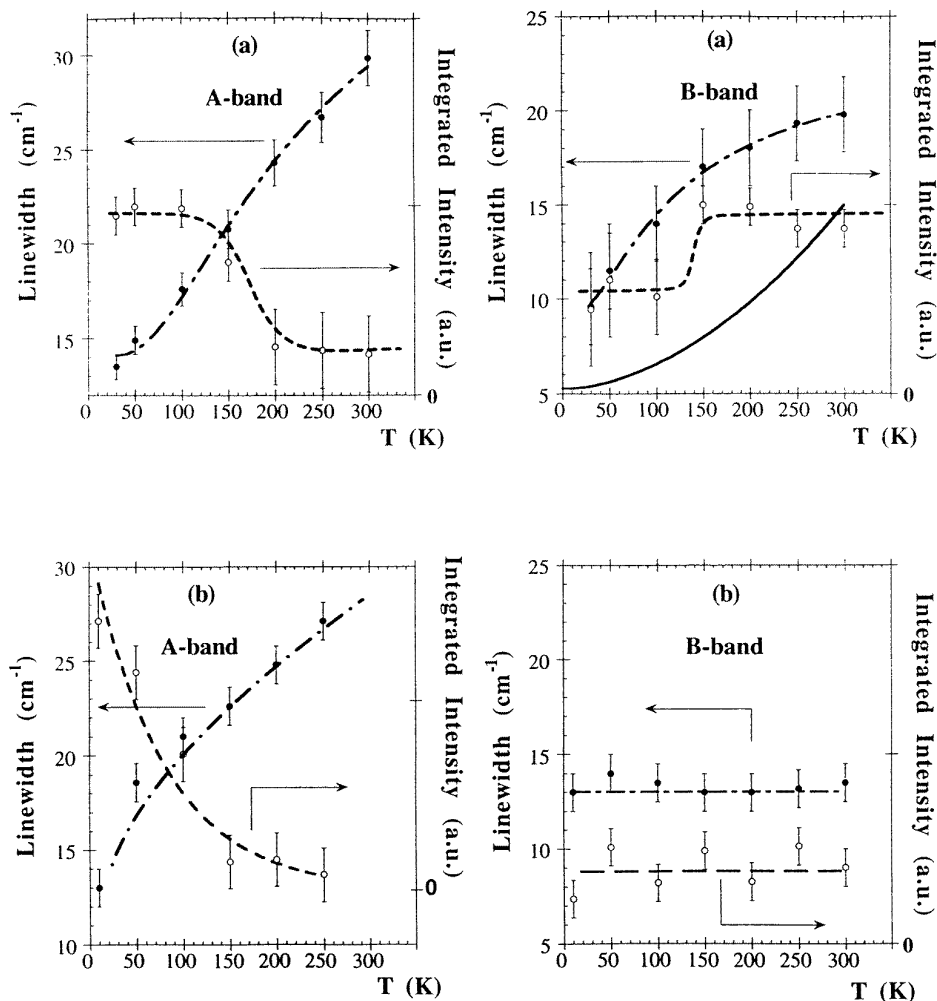 (a)
A-band
Linewidth (cm-1)
Integrated Intensity (a.u.)
30
25
20
15
0
0 50 100 150 200 250 300
T (K)
(a)
B-band
Linewidth (cm-1)
Integrated Intensity (a.u.)
25
20
15
10
5
0
0 50 100 150 200 250 300
T (K)
(b)
A-band
Linewidth (cm-1)
Integrated Intensity (a.u.)
30
25
20
15
10
0
0 50 100 150 200 250 300
T (K)
(b)
B-band
Linewidth (cm-1)
Integrated Intensity (a.u.)
25
20
15
10
5
0
0 50 100 150 200 250 300
T (K)